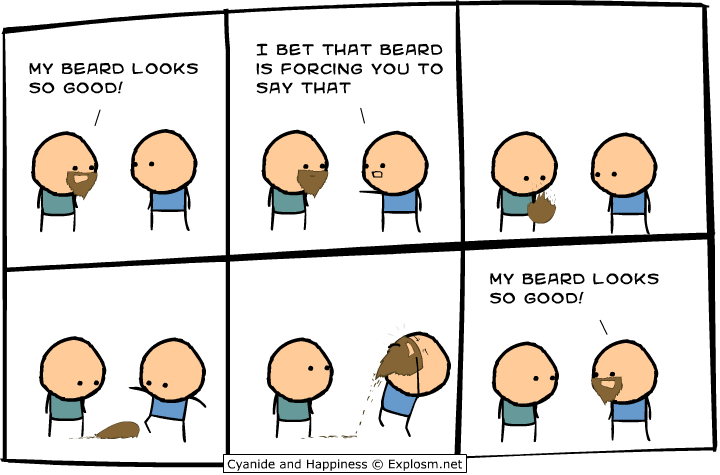 MY BEARD LOOKS
SO GOOD!
I BET THAT BEARD
IS FORCING YOU TO
SAY THAT
MY BEARD LOOKS
SO GOOD!
Cyanide and Happiness © Explosm.net